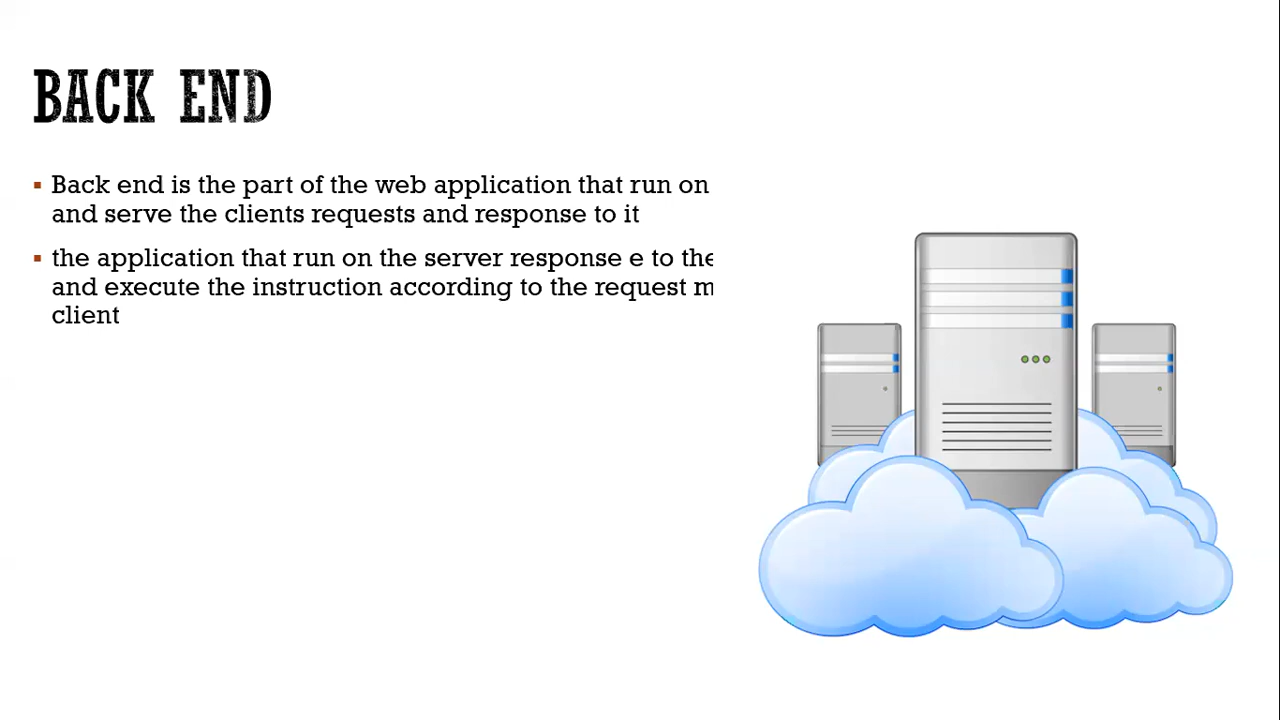 BACK END
Back end is the part of the web application that run on
and serve the clients requests and response to it
the application that run on the server response e to the
and execute the instruction according to the request m
client